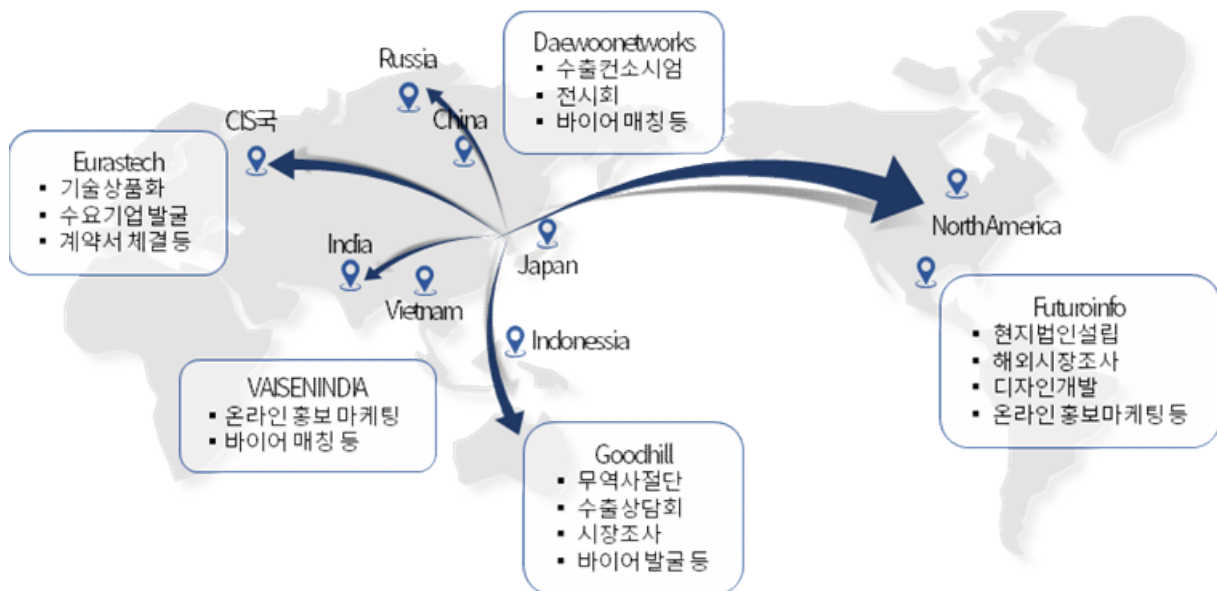 Daewoonetworks
▪ 수출컨소시엄
▪ 전시회
▪ 바이어 매칭 등
Russia
China
CIS국
Eurastech
▪ 기술상품화
▪ 수요기업 발굴
▪ 계약서 체결 등
India
Vietnam
Japan
Indonessia
North America
VAISENINDIA
▪ 온라인 홍보 마케팅
▪ 바이어 매칭 등
Goodhill
▪ 무역사절단
▪ 수출상담회
▪ 시장조사
▪ 바이어 발굴 등
Futuroinfo
▪ 현지법인설립
▪ 해외시장조사
▪ 디자인개발
▪ 온라인 홍보마케팅 등